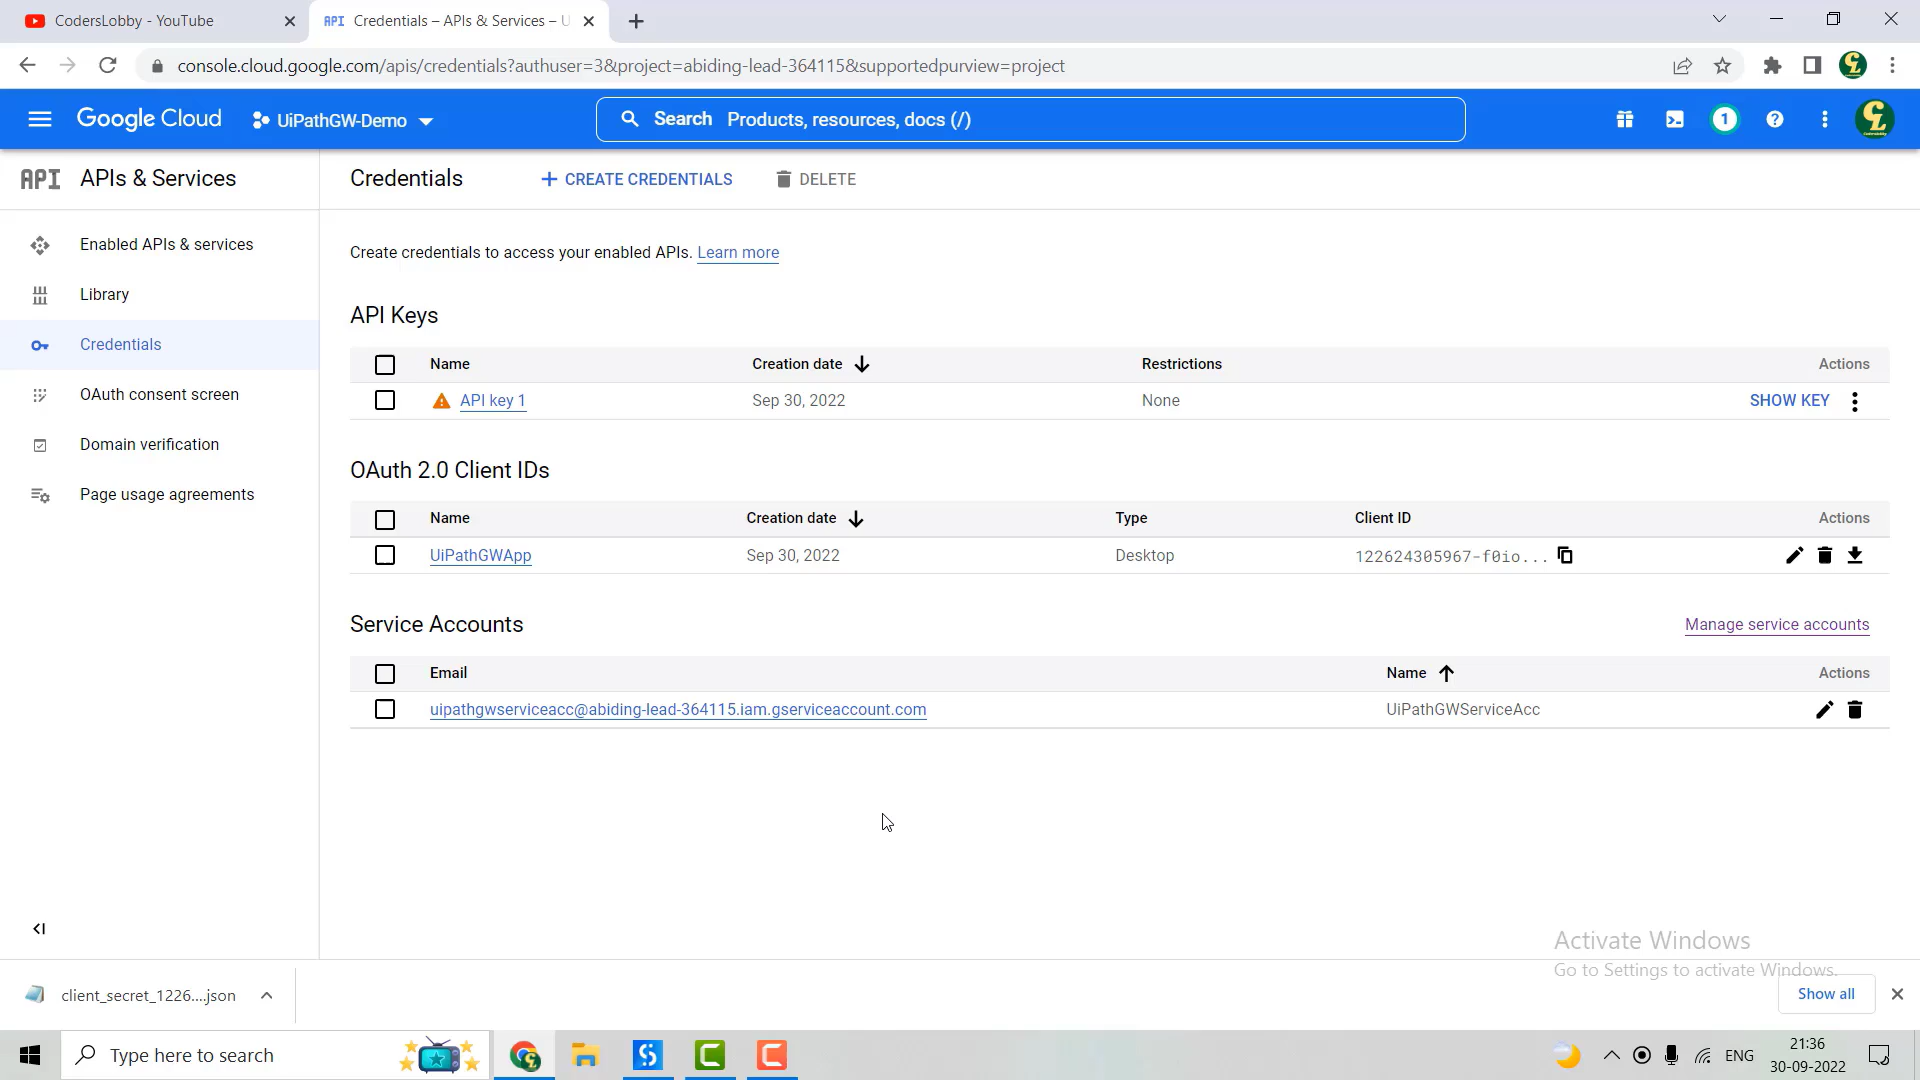 CodersLobby - YouTube
API Credentials – APIs & Services – U
console.cloud.google.com/apis/credentials?authuser=3&project=abiding-lead-364115&supportedpurview=project
Google Cloud
UiPathGW-Demo
Search Products, resources, docs (/)
1
API APIs & Services
Credentials
CREATE CREDENTIALS
DELETE
Enabled APIs & services
Library
Credentials
OAuth consent screen
Domain verification
Page usage agreements
Create credentials to access your enabled APIs. Learn more
API Keys
Name Creation date Restrictions Actions
API key 1 Sep 30, 2022 None SHOW KEY
OAuth 2.0 Client IDs
Name Creation date Type Client ID Actions
UiPathGWApp Sep 30, 2022 Desktop 122624305967-f0io...
Service Accounts
Manage service accounts
Email Name Actions
uipathgwserviceacc@abiding-lead-364115.iam.gserviceaccount.com UiPathGWServiceAcc
Activate Windows
Go to Settings to activate Windows.
client_secret_1226....json
Show all
Type here to search
ENG
21:36
30-09-2022